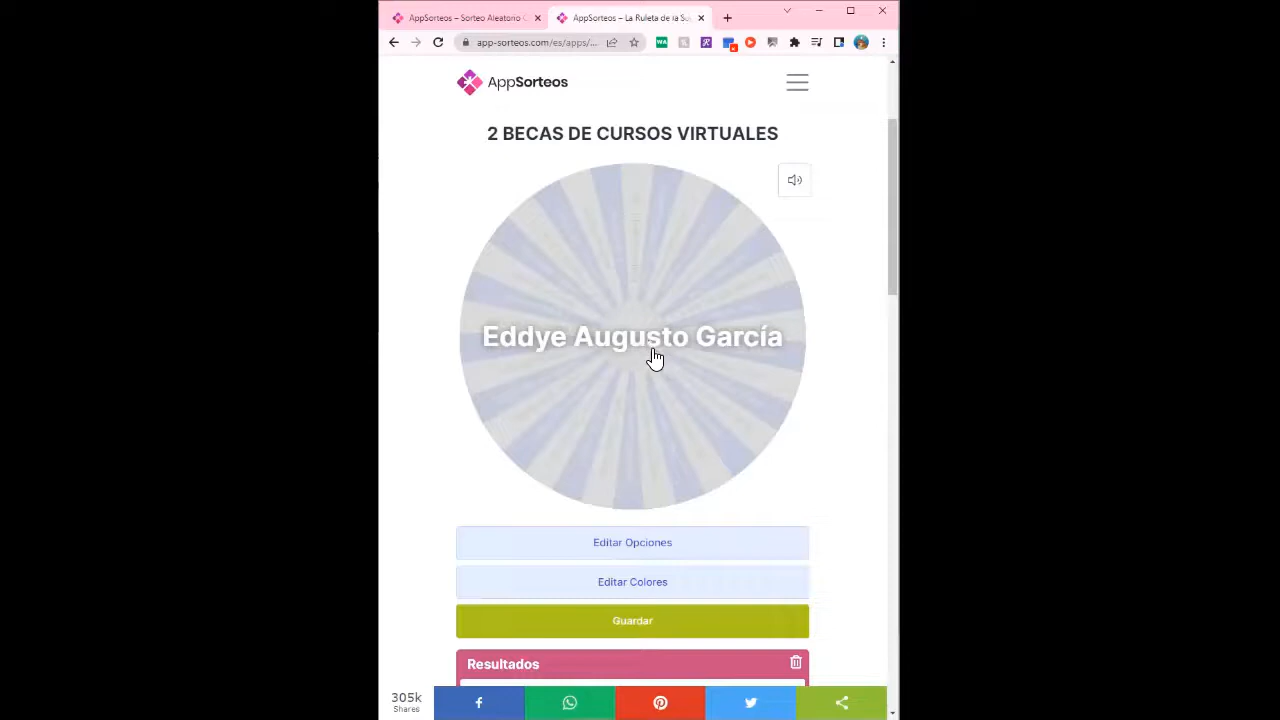 AppSorteos – Sorteo Aleatorio
AppSorteos – La Ruleta de la Su
app-sorteos.com/es/apps/...
AppSorteos
2 BECAS DE CURSOS VIRTUALES
Eddye Augusto García
Editar Opciones
Editar Colores
Guardar
Resultados
305k
Shares